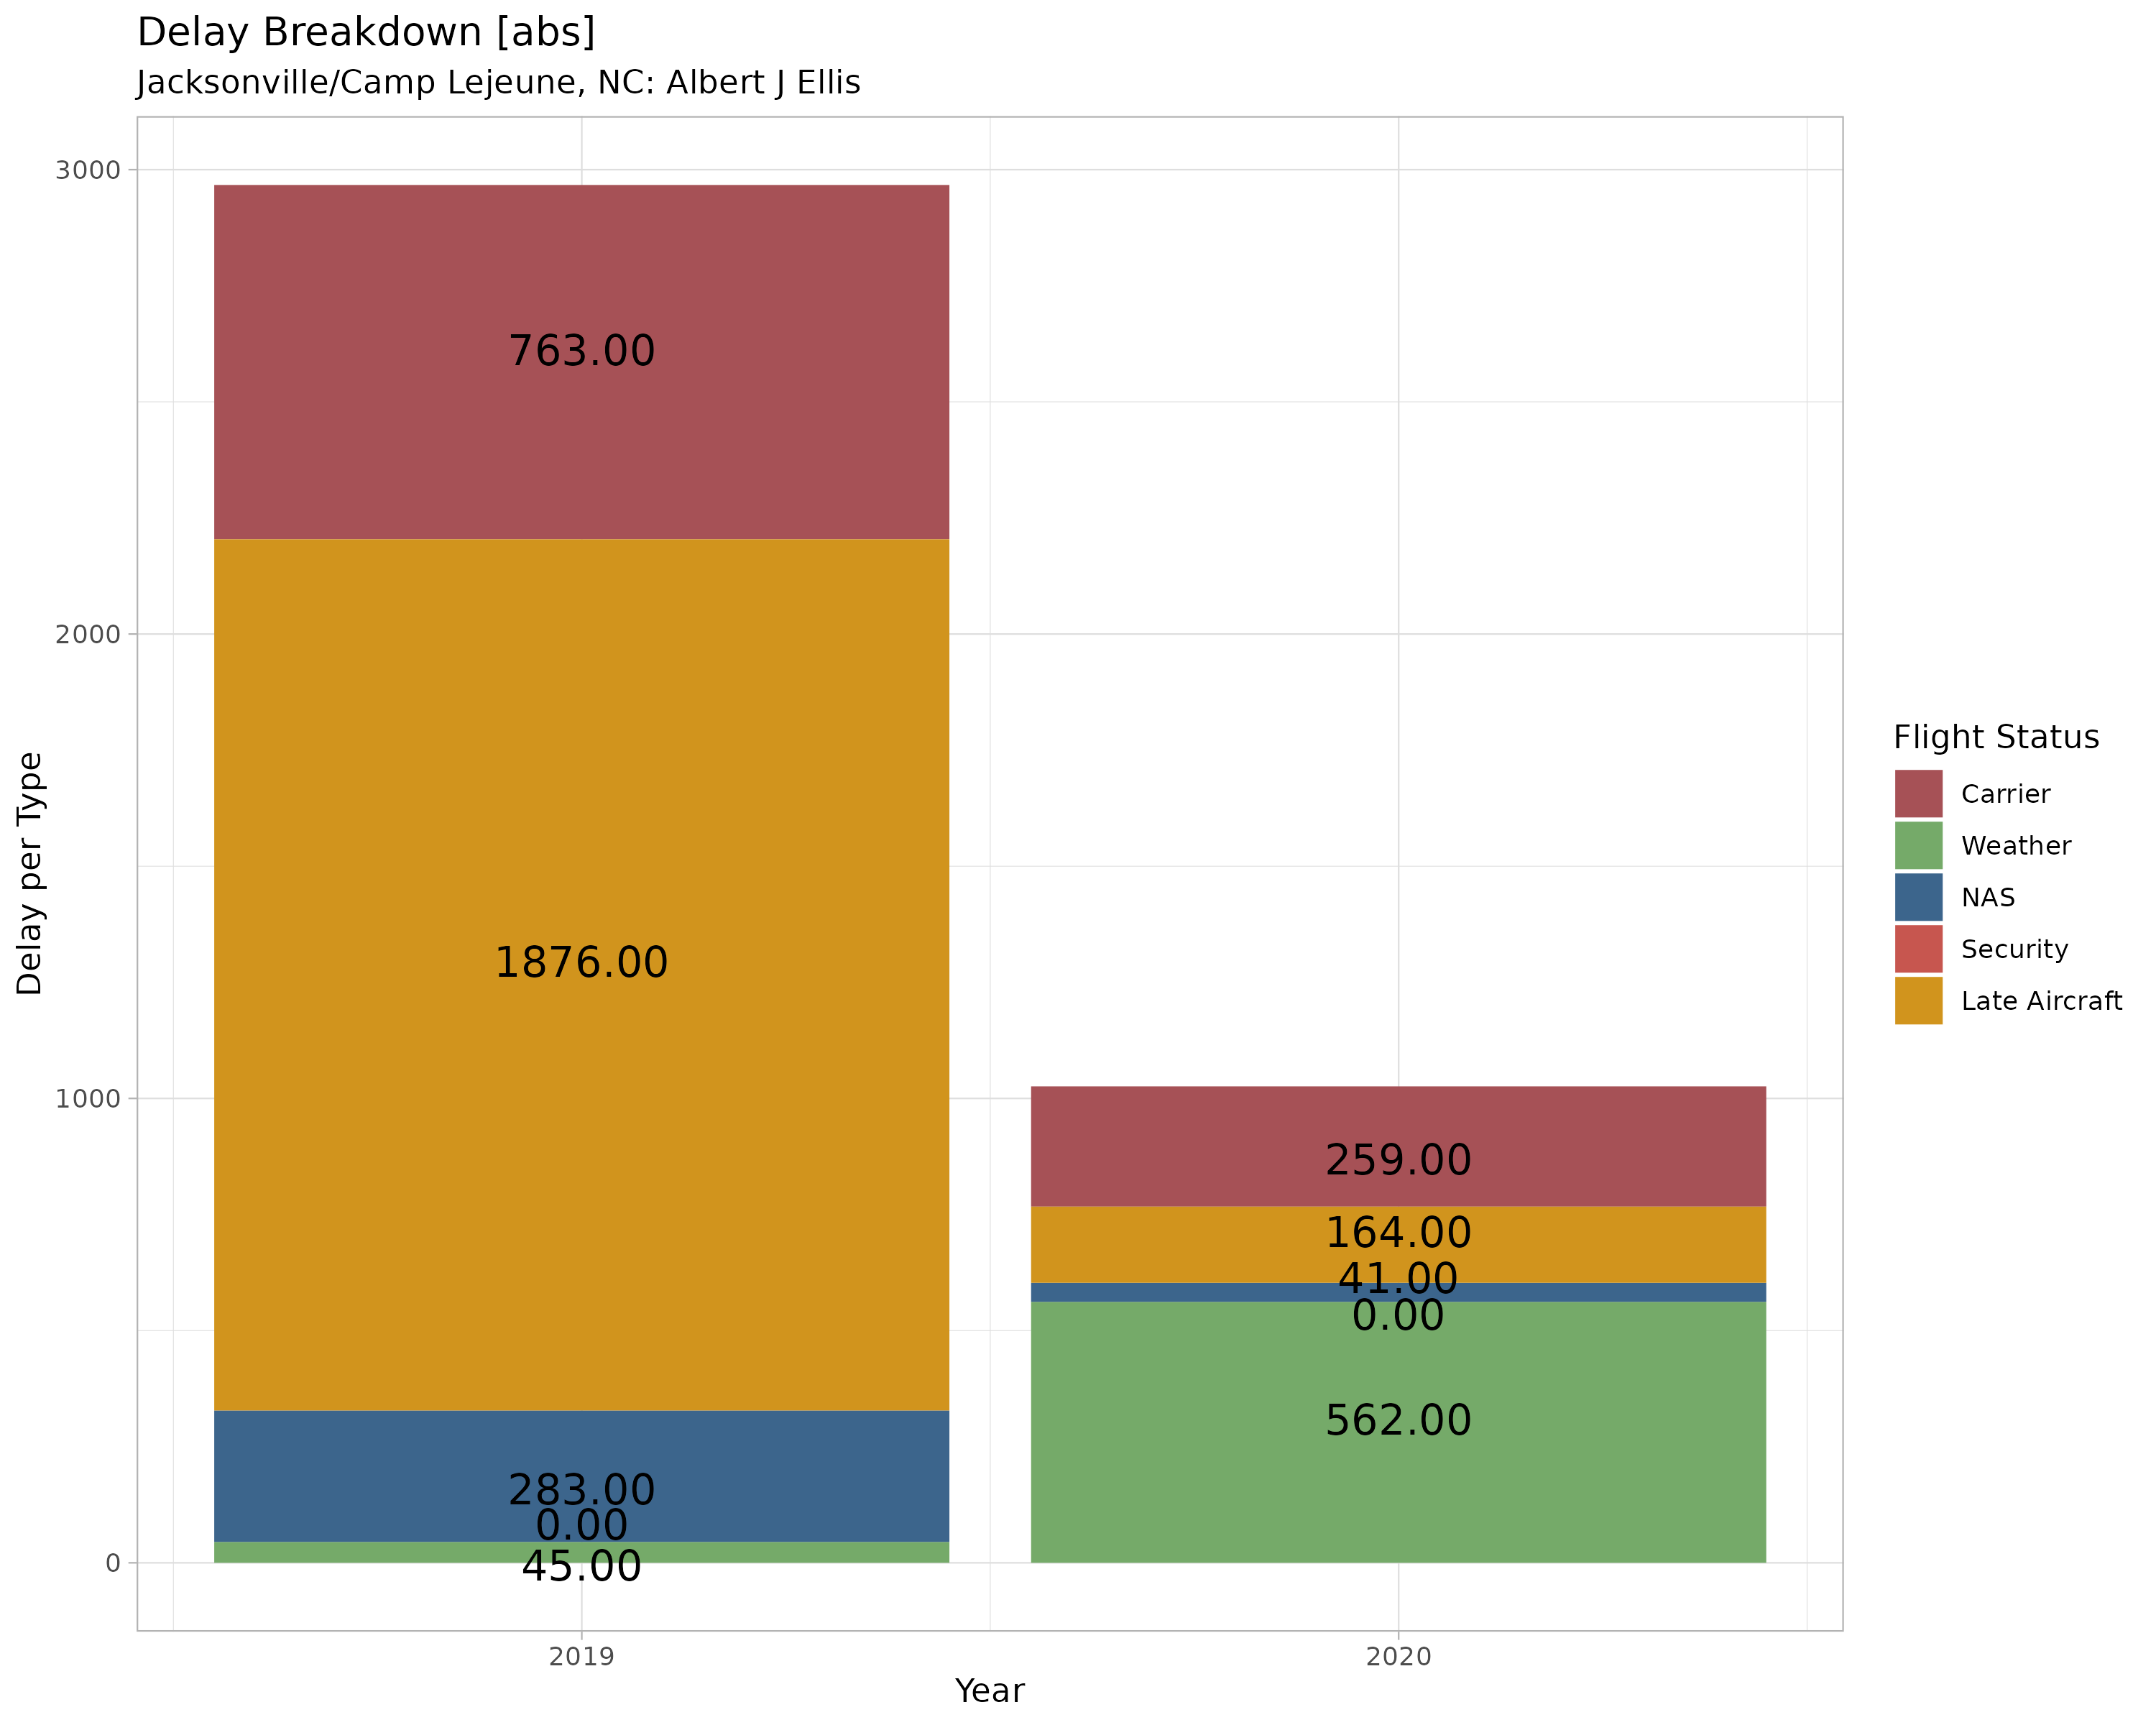 Delay Breakdown [abs]
Jacksonville/Camp Lejeune, NC: Albert J Ellis
Delay per Type
3000
2000
1000
0
763.00
1876.00
283.00
0.00
45.00
259.00
164.00
41.00
0.00
562.00
2019
2020
Year
Flight Status
Carrier
Weather
NAS
Security
Late Aircraft